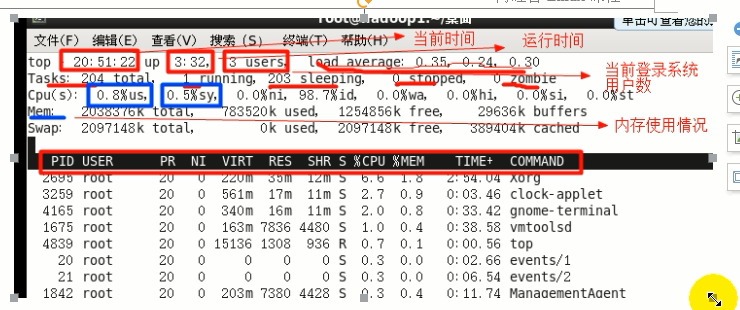 root@hadoop1:~/桌面
文件(F) 编辑(E) 查看(V) 搜索(S) 终端(T) 帮助(H)
当前时间
运行时间
top 20:51:22 up 3:32, 3 users, load average: 0.35, 0.24, 0.30
当前登录系统
用户数
Tasks: 204 total, 1 running, 203 sleeping, 0 stopped, 0 zombie
Cpu(s): 0.8%us, 0.5%sy, 0.0%ni, 98.7%id, 0.0%wa, 0.0%hi, 0.0%si, 0.0%st
Mem: 2038376k total, 783520k used, 1254856k free, 29636k buffers
内存使用情况
Swap: 2097148k total, 0k used, 2097148k free, 389404k cached
PID USER PR NI VIRT RES SHR S %CPU %MEM TIME+ COMMAND
2695 root 20 0 220m 35m 12m S 6.6 1.8 2:54.04 Xorg
3259 root 20 0 561m 17m 11m S 2.7 0.9 0:03.46 clock-applet
4165 root 20 0 340m 16m 11m S 2.0 0.8 0:33.42 gnome-terminal
1675 root 20 0 163m 7836 4480 S 1.0 0.4 0:38.58 vmtoolsd
4839 root 20 0 15136 1308 936 R 0.7 0.1 0:00.56 top
20 root 20 0 0 0 0 S 0.3 0.0 0:02.66 events/1
21 root 20 0 0 0 0 S 0.3 0.0 0:06.54 events/2
1842 root 20 0 203m 7380 4428 S 0.3 0.4 0:11.74 ManagementAgent